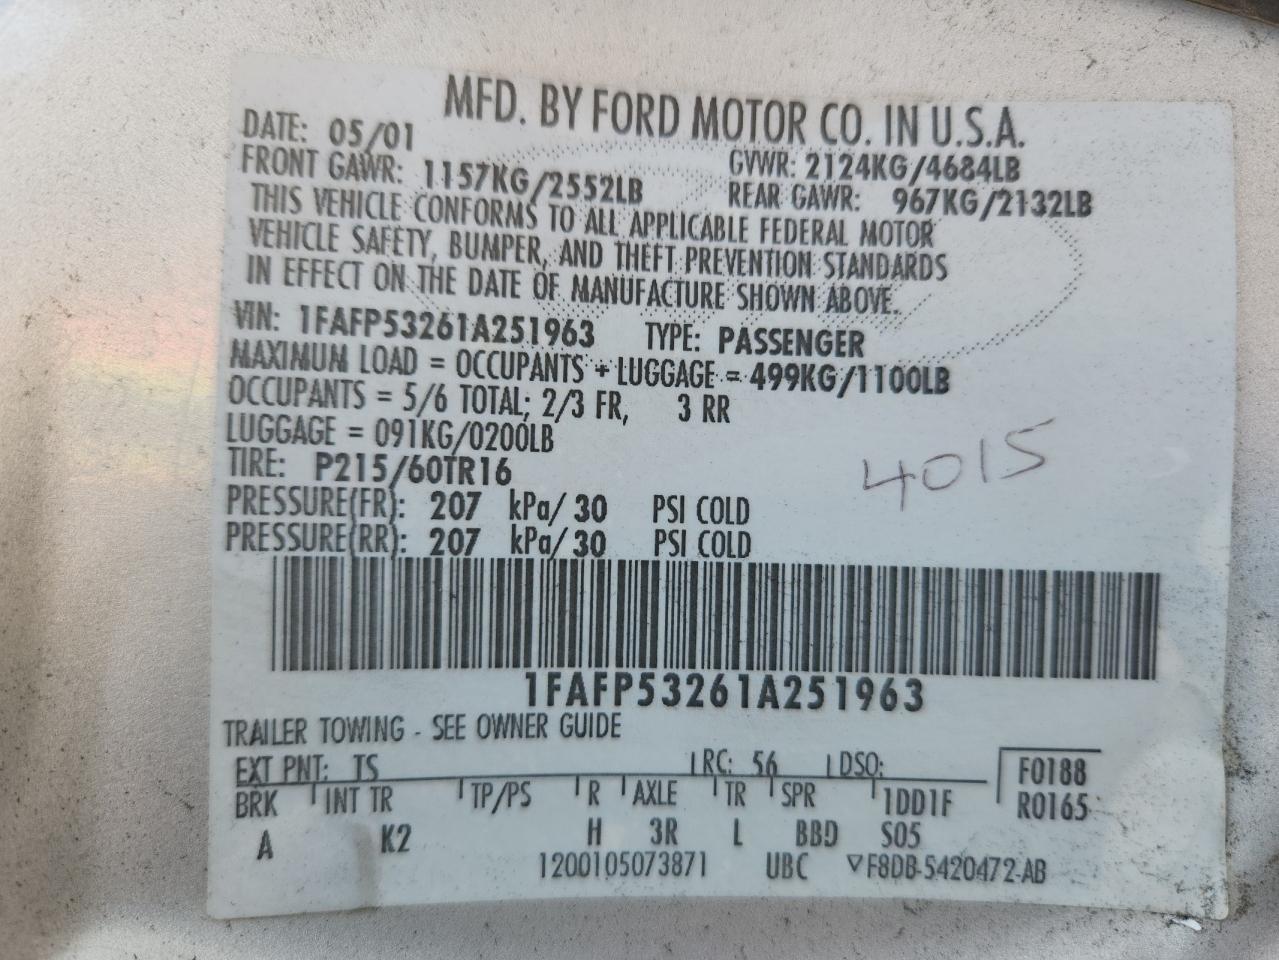 MFD. BY FORD MOTOR CO. IN U.S.A.
DATE: 05/01 GVWR: 2124KG/4684LB
FRONT GAWR: 1157KG/2552LB REAR GAWR: 967KG/2132LB
THIS VEHICLE CONFORMS TO ALL APPLICABLE FEDERAL MOTOR
VEHICLE SAFETY, BUMPER, AND THEFT PREVENTION STANDARDS
IN EFFECT ON THE DATE OF MANUFACTURE SHOWN ABOVE.
VIN: 1FAFP53261A251963 TYPE: PASSENGER
MAXIMUM LOAD = OCCUPANTS + LUGGAGE = 499KG/1100LB
OCCUPANTS = 5/6 TOTAL; 2/3 FR, 3 RR
LUGGAGE = 091KG/0200LB
4015
TIRE: P215/60TR16
PRESSURE(FR): 207 kPa/ 30 PSI COLD
PRESSURE(RR): 207 kPa/ 30 PSI COLD
1FAFP53261A251963
TRAILER TOWING - SEE OWNER GUIDE
EXT PNT: TS RC: 56 DSO: F0188
BRK INT TR TP/PS R AXLE TR SPR 1DD1F R0165
A K2 H 3R L BBD S05
1200105073871 UBC ▽F8DB-5420472-AB